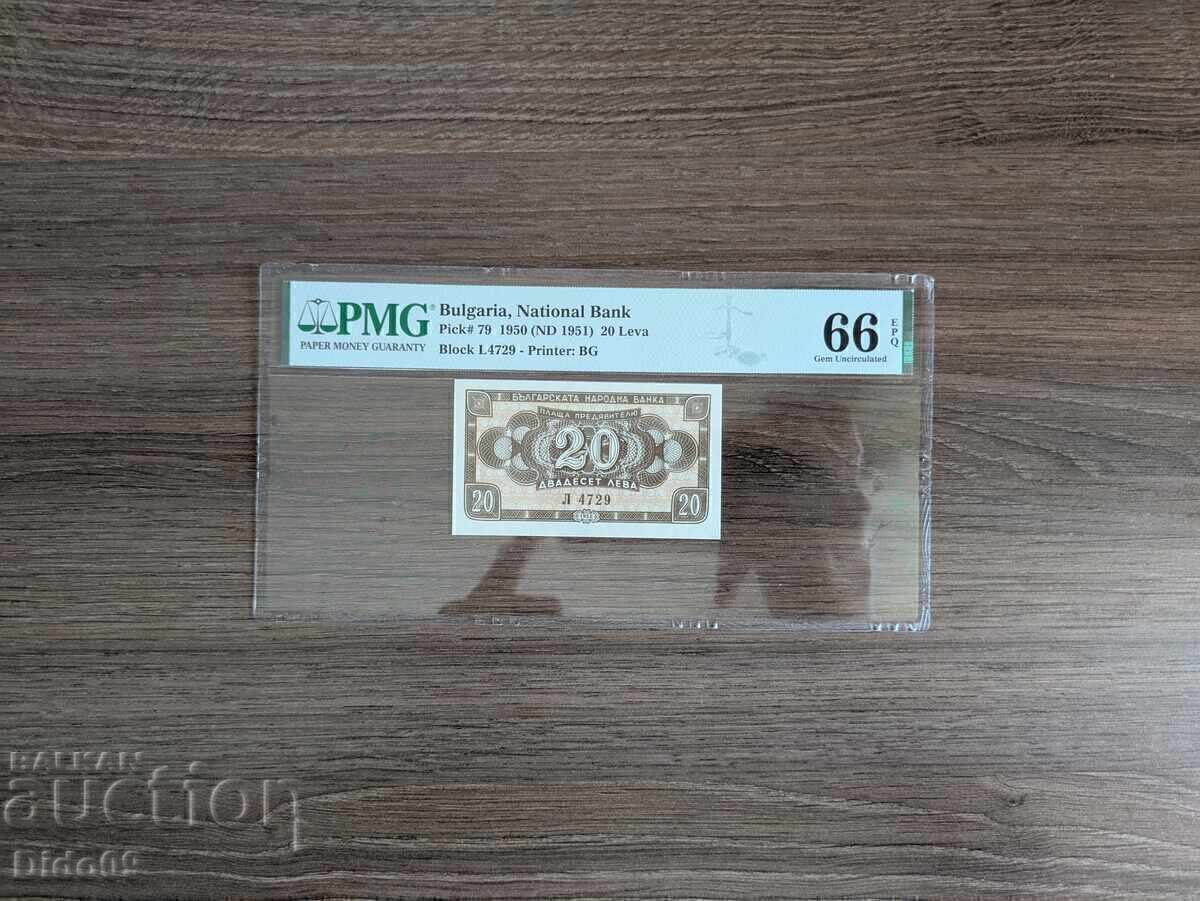 PMG®
PAPER MONEY GUARANTY
Bulgaria, National Bank
Pick# 79 1950 (ND 1951) 20 Leva
Block L4729 - Printer: BG
66 EPQ
Gem Uncirculated
БЪЛГАРСКАТА НАРОДНА БАНКА
ПЛАЩА ПРЕДЯВИТЕЛЮ
20
ДВАДЕСЕТ ЛЕВА
Л 4729
20 20
BALKAN
auction
Dido09